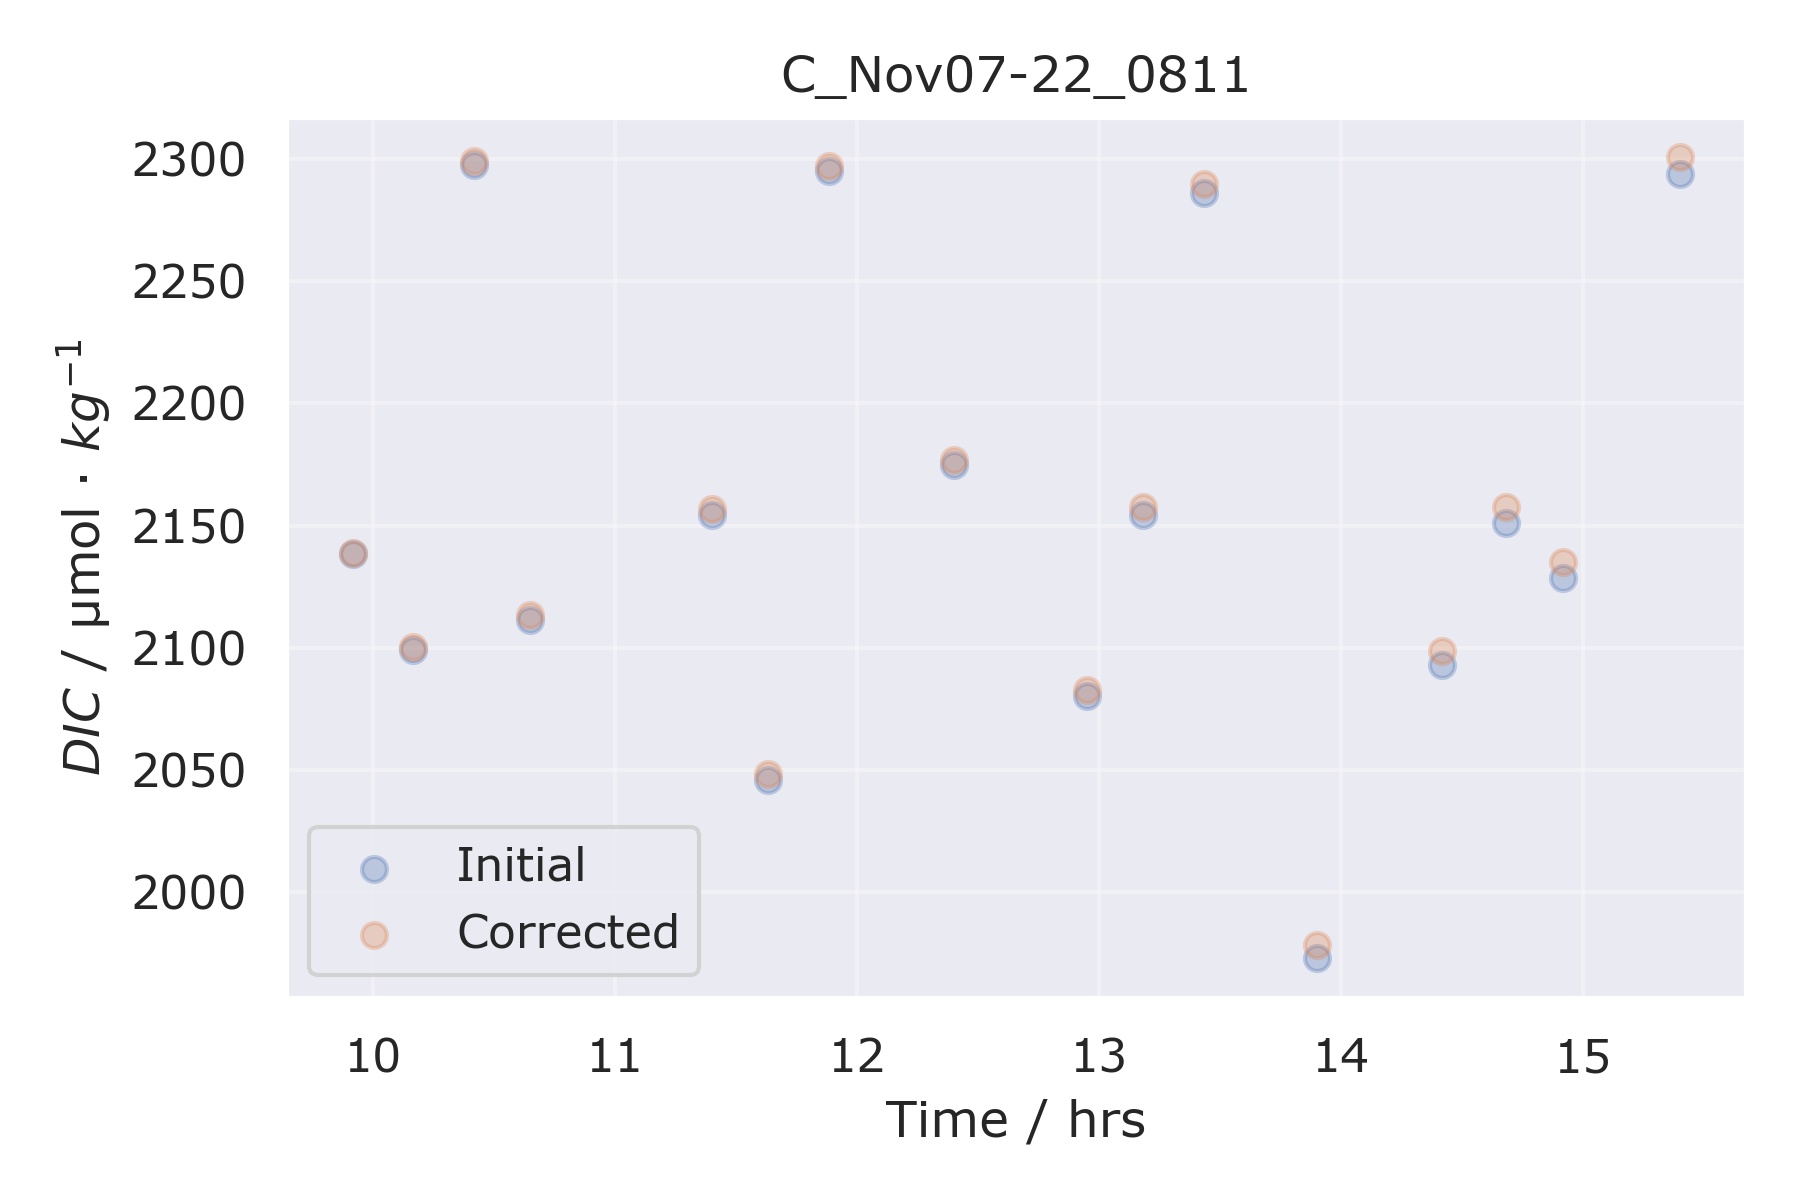 C_Nov07-22_0811
2300
2250
2200
2150
2100
2050
2000
DIC / µmol · kg⁻¹
Initial
Corrected
10 11 12 13 14 15
Time / hrs